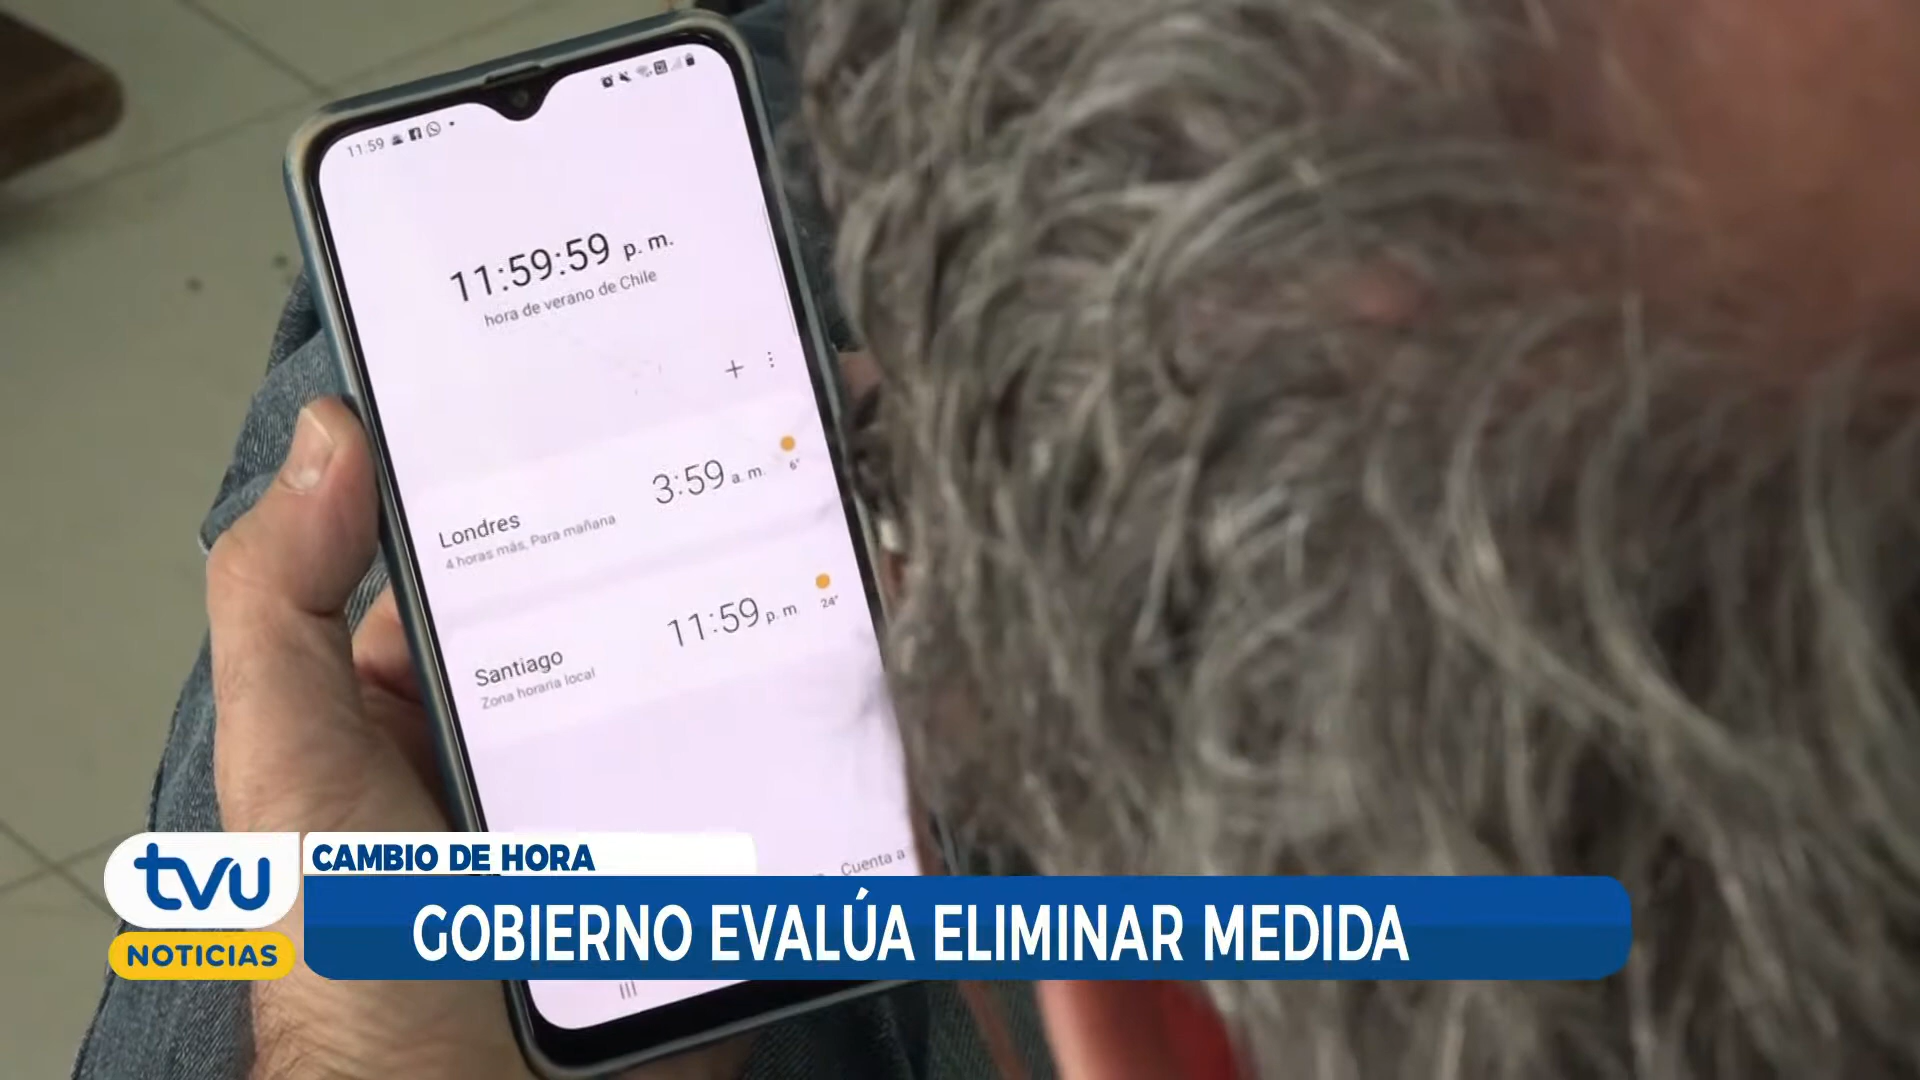 11:59
11:59:59 p. m.
hora de verano de Chile
+
3:59 a. m.
6°
Londres
4 horas más, Para mañana
11:59 p. m.
24°
Santiago
Zona horaria local
Cuenta a
tvu
NOTICIAS
CAMBIO DE HORA
GOBIERNO EVALÚA ELIMINAR MEDIDA